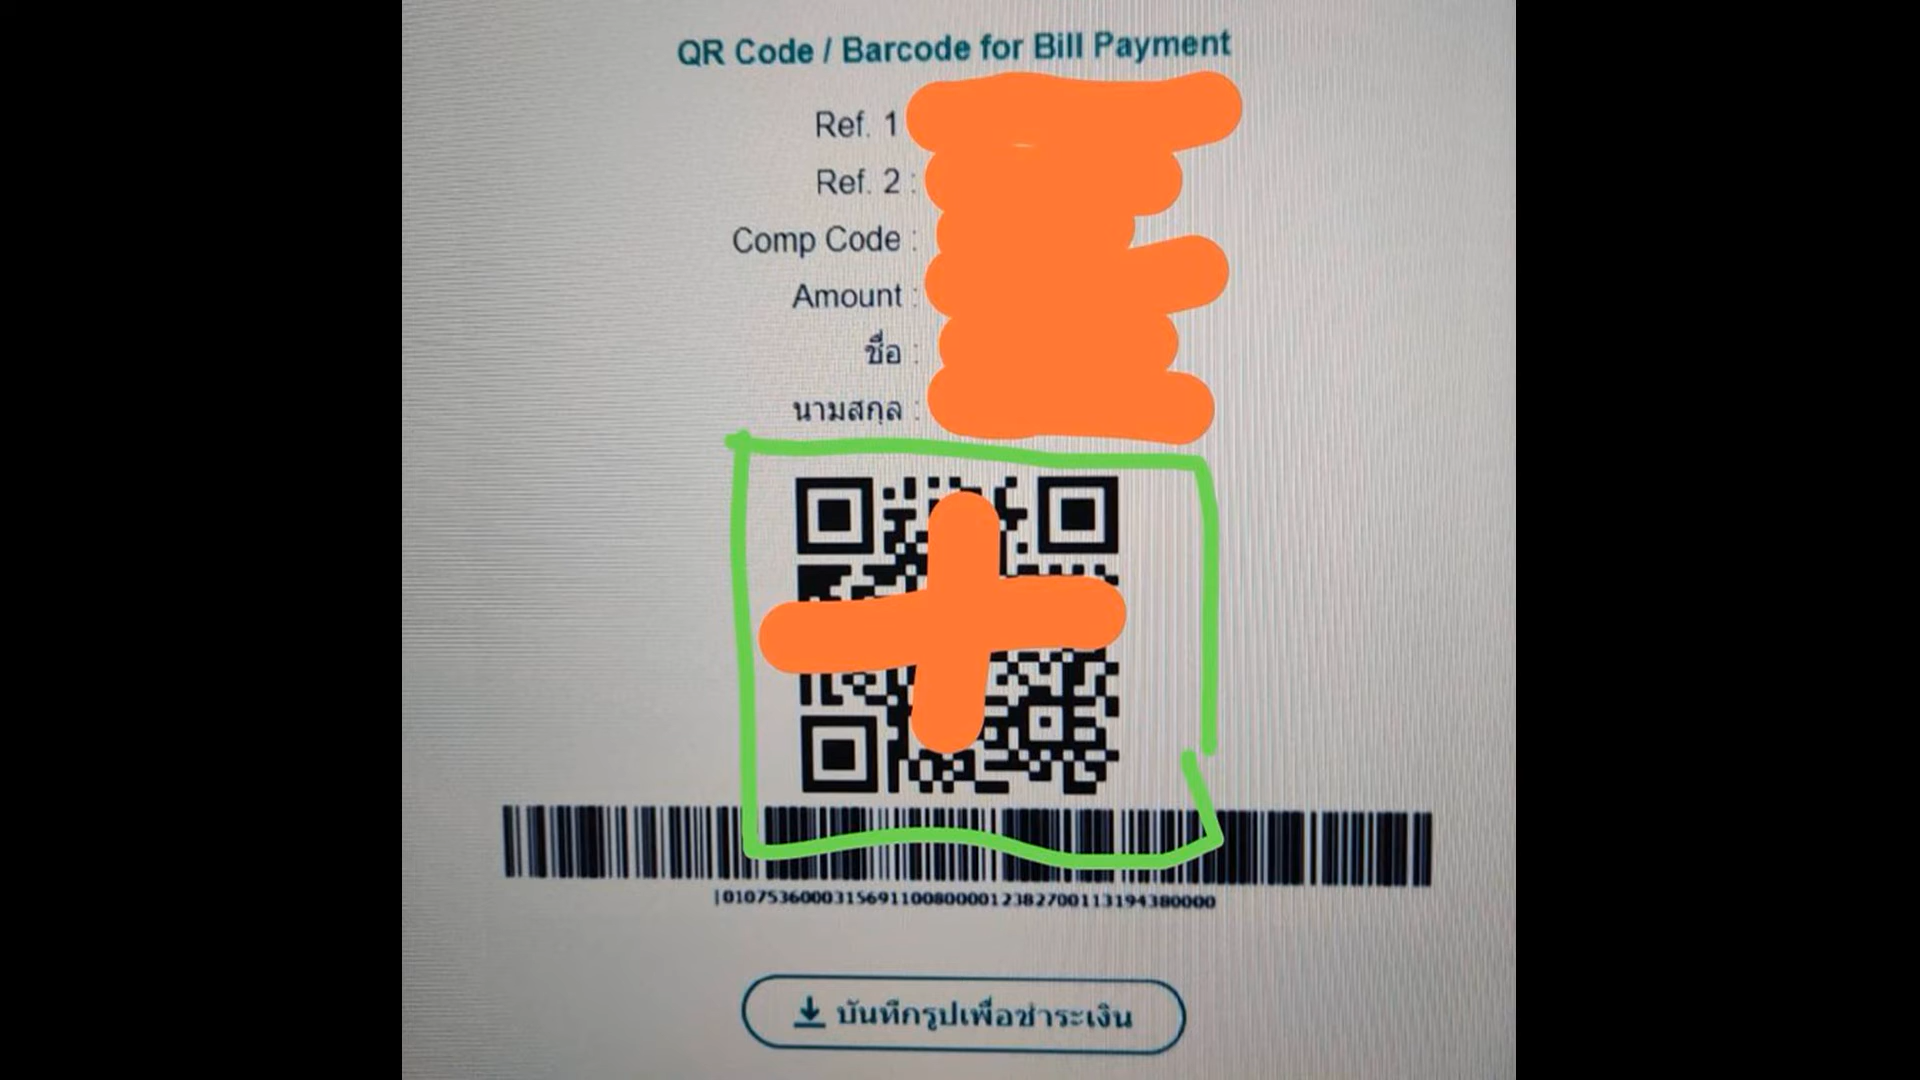 QR Code / Barcode for Bill Payment
Ref. 1
Ref. 2 :
Comp Code :
Amount :
ชื่อ :
นามสกุล :
|01075360003156911008000012382700113194380000
บันทึกรูปเพื่อชำระเงิน